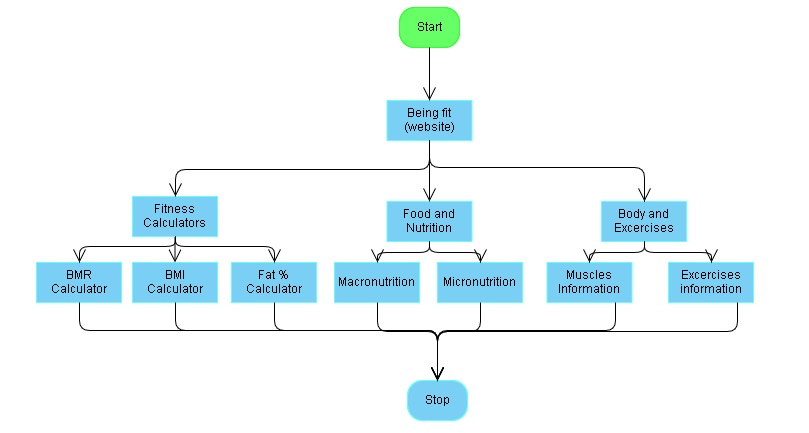 Start
Being fit
(website)
Fitness
Calculators
Food and
Nutrition
Body and
Excercises
BMR
Calculator
BMI
Calculator
Fat %
Calculator
Macronutrition
Micronutrition
Muscles
Information
Excercises
information
Stop